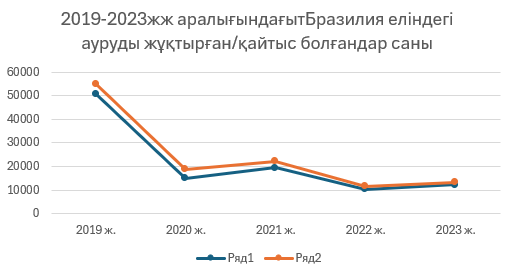 2019-2023жж аралығындағытБразилия еліндегі
ауруды жұқтырған/қайтыс болғандар саны
60000
50000
40000
30000
20000
10000
0
2019 ж. 2020 ж. 2021 ж. 2022 ж. 2023 ж.
Ряд1 Ряд2